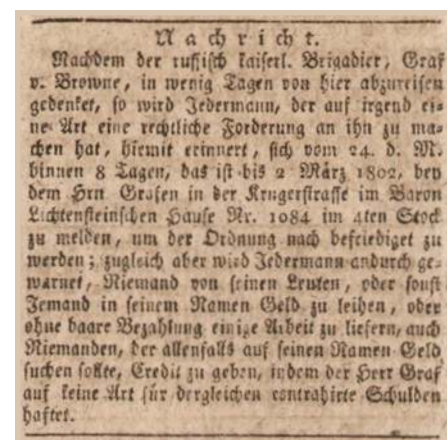 Nachricht.
Nachdem der russisch kaiserl. Brigadier, Graf
v. Browne, in wenig Tagen von hier abzureisen
gedenket, so wird Jedermann, der auf irgend ei-
ne Art eine rechtliche Forderung an ihn zu ma-
chen hat, hiemit erinnert, sich vom 24. d. M.
binnen 8 Tagen, das ist bis 2 März 1802, bey
dem Hrn Grafen in der Krugerstrasse im Baron
Lichtensteinschen Hause Nr. 1084 im 4ten Stock
zu melden, um der Ordnung nach befriediget zu
werden; zugleich aber wird Jedermann andurch ge-
warnet, Niemand von seinen Leuten, oder sonst
Jemand in seinem Namen Geld zu leihen, oder
ohne baare Bezahlung einige Arbeit zu liefern, auch
Niemanden, der allenfalls auf seinen Namen Geld
suchen sollte, Credit zu geben, indem der Herr Graf
auf keine Art für dergleichen contrahirte Schulden
haftet.